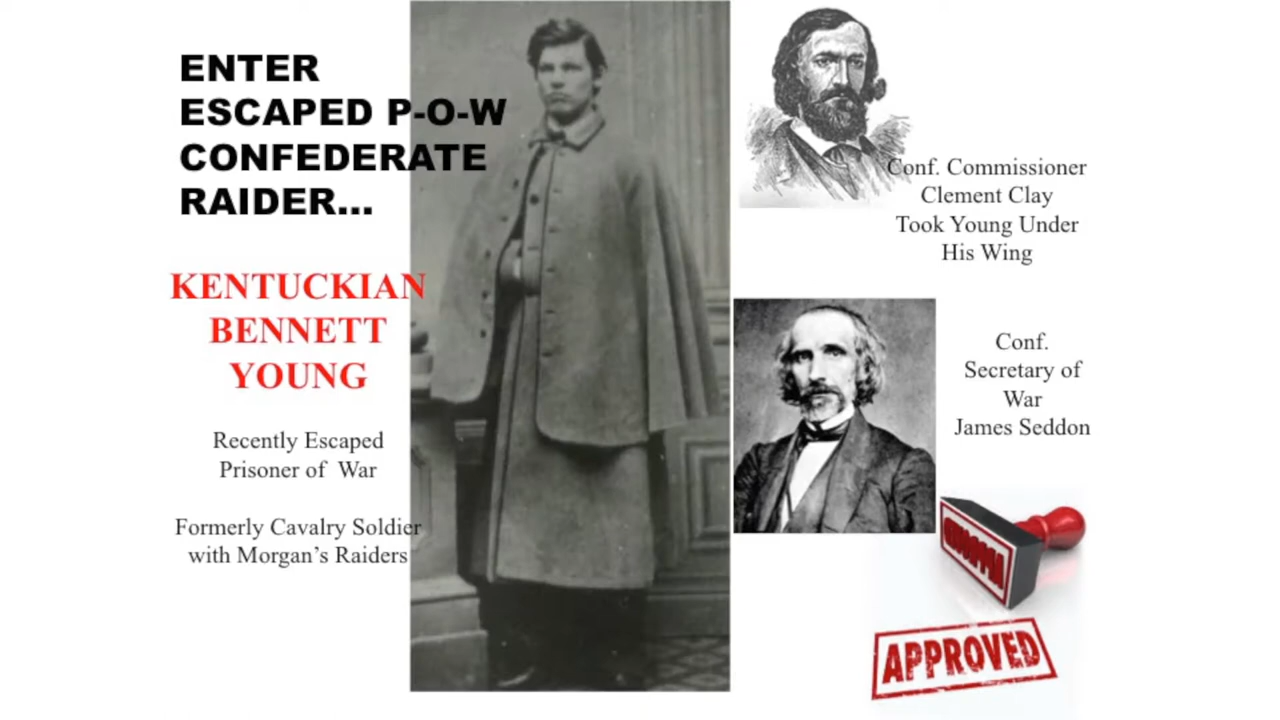 ENTER
ESCAPED P-O-W
CONFEDERATE
RAIDER...
KENTUCKIAN
BENNETT
YOUNG
Recently Escaped
Prisoner of War
Formerly Cavalry Soldier
with Morgan's Raiders
Conf. Commissioner
Clement Clay
Took Young Under
His Wing
Conf.
Secretary of
War
James Seddon
APPROVED